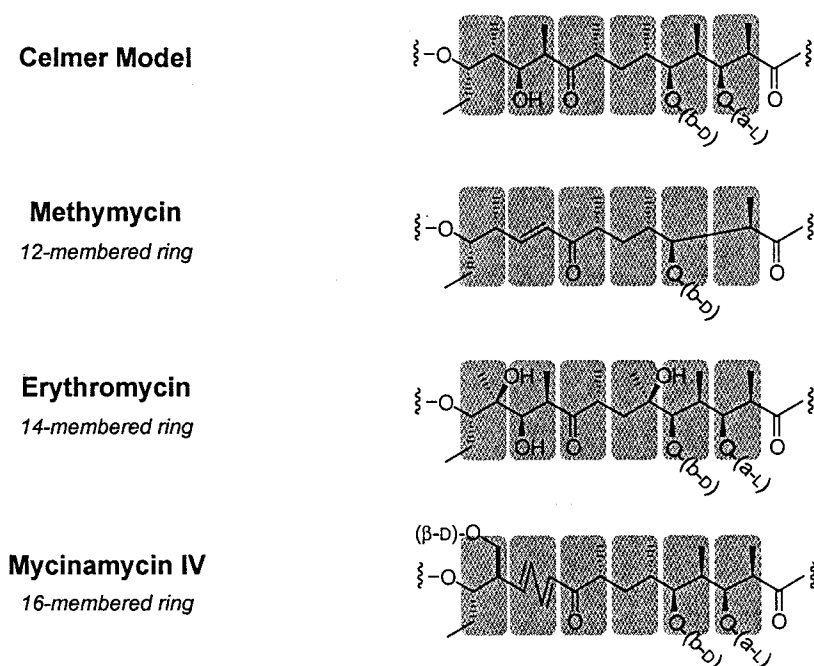 Celmer Model
O
OH
O
O-(b-D)
O-(a-L)
O
Methymycin
12-membered ring
O
O
O-(b-D)
O
Erythromycin
14-membered ring
OH
OH
O
OH
O
O-(b-D)
O-(a-L)
O
Mycinamycin IV
16-membered ring
(β-D)-O
O
O
O-(b-D)
O-(a-L)
O